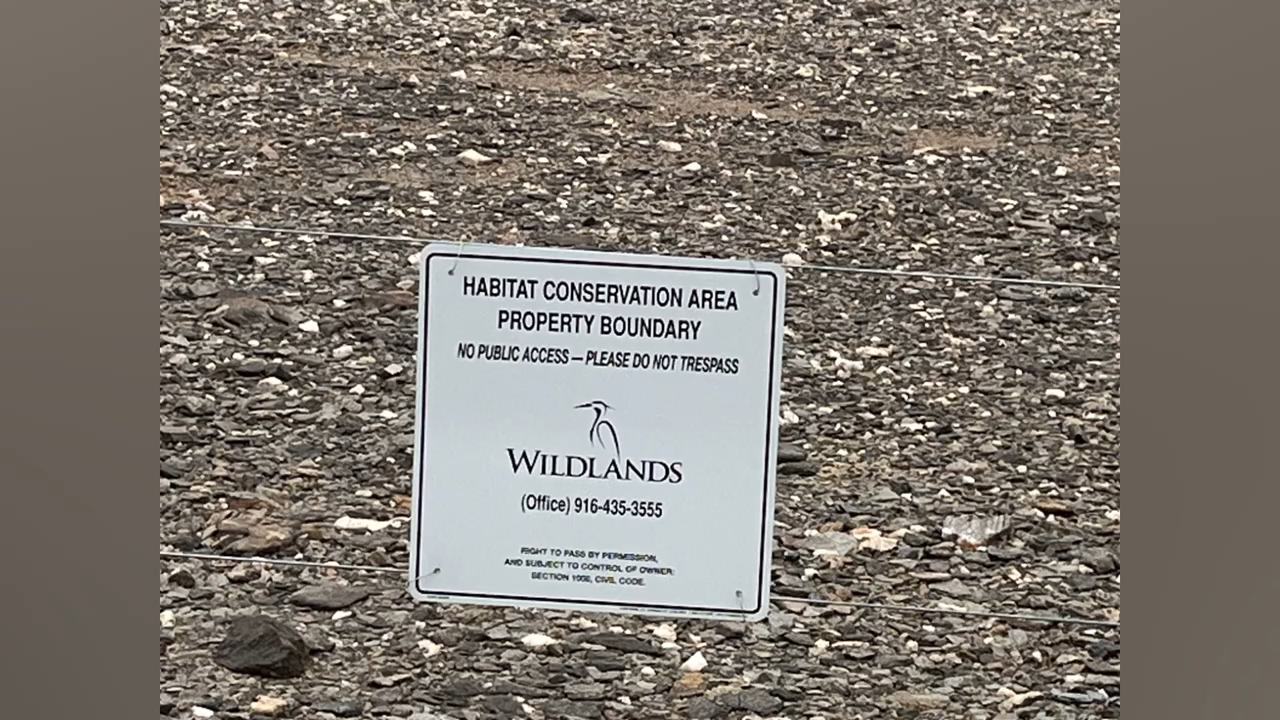 HABITAT CONSERVATION AREA
PROPERTY BOUNDARY
NO PUBLIC ACCESS — PLEASE DO NOT TRESPASS
WILDLANDS
(Office) 916-435-3555
RIGHT TO PASS BY PERMISSION,
AND SUBJECT TO CONTROL OF OWNER:
SECTION 1008, CIVIL CODE.